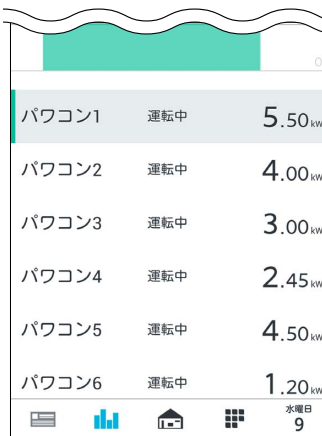 0
パワコン1 運転中 5.50kW
パワコン2 運転中 4.00kW
パワコン3 運転中 3.00kW
パワコン4 運転中 2.45kW
パワコン5 運転中 4.50kW
パワコン6 運転中 1.20kW
水曜日
9